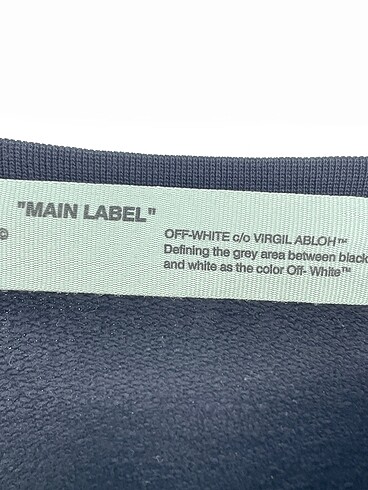 "MAIN LABEL"
©
OFF-WHITE c/o VIRGIL ABLOH™
Defining the grey area between black
and white as the color Off- White™